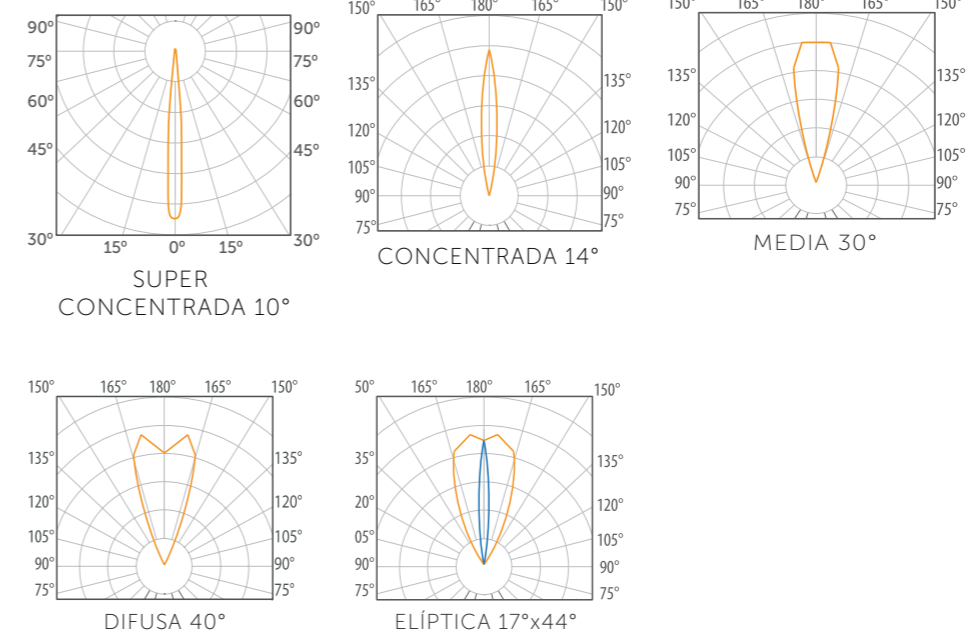 90° 90°
75° 75°
60° 60°
45° 45°
30° 15° 0° 15° 30°
SUPER
CONCENTRADA 10°
150° 165° 180° 165° 150°
135° 135°
120° 120°
105° 105°
90° 90°
75° 75°
CONCENTRADA 14°
150° 165° 180° 165° 150°
135° 135°
120° 120°
105° 105°
90° 90°
75° 75°
MEDIA 30°
150° 165° 180° 165° 150°
135° 135°
120° 120°
105° 105°
90° 90°
75° 75°
DIFUSA 40°
50° 165° 180° 165° 150°
35° 135°
20° 120°
05° 105°
90° 90°
75° 75°
ELÍPTICA 17°x44°